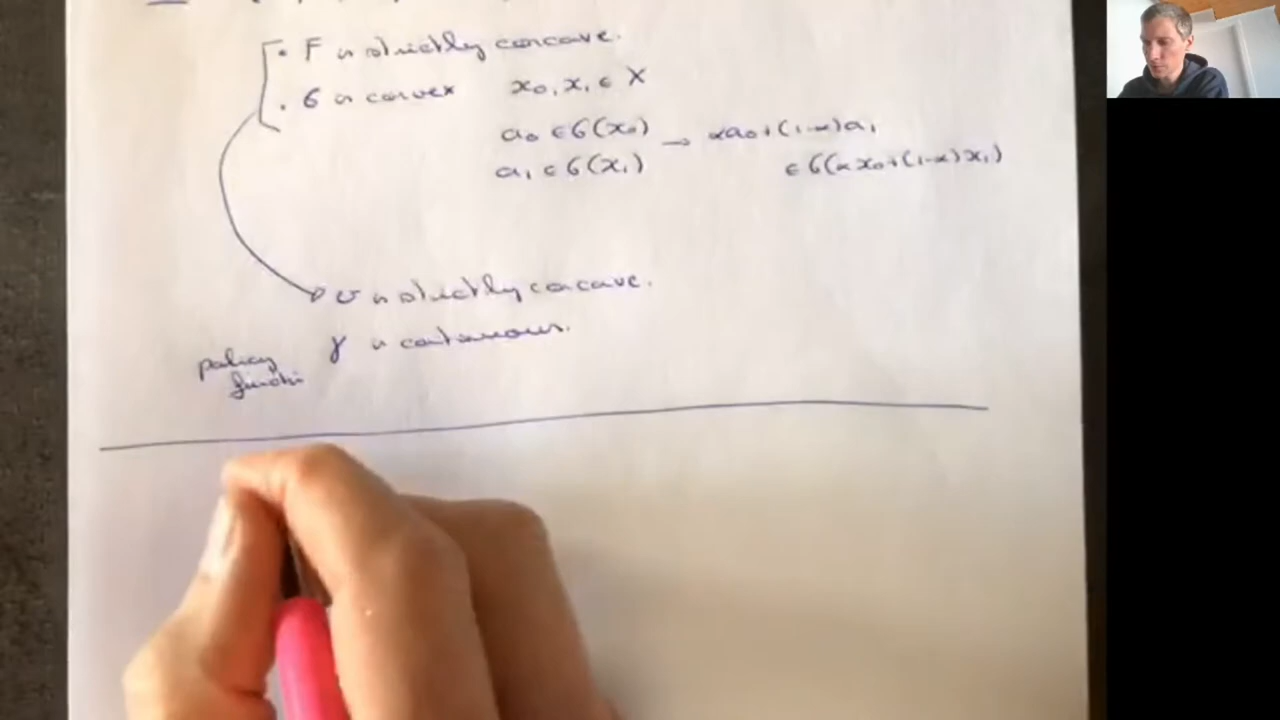 · F is strictly concave.
· G is convex x₀, x₁ ∈ X
a₀ ∈ G(x₀) → αa₀+(1-α)a₁
a₁ ∈ G(x₁) ∈ G(αx₀+(1-α)x₁)
v is strictly concave.
policy γ is continuous.